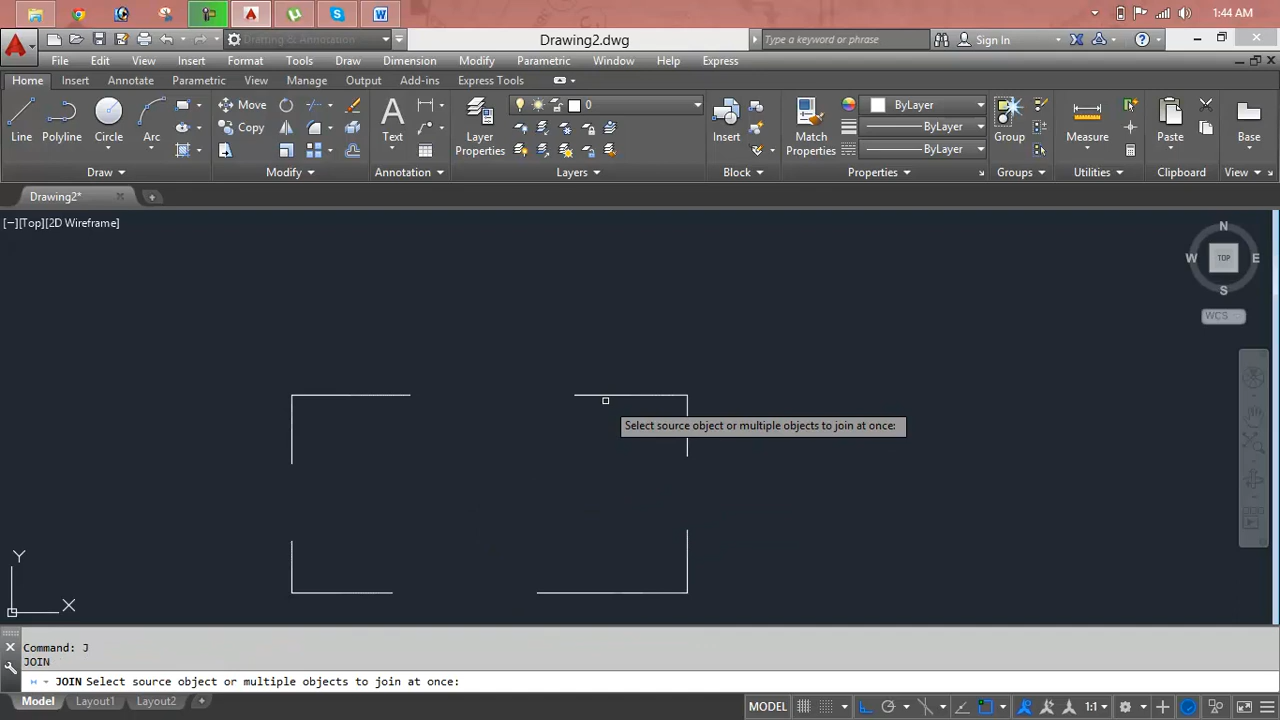 1:44 AM
Drafting & Annotation
Drawing2.dwg
Type a keyword or phrase
Sign In
File Edit View Insert Format Tools Draw Dimension Modify Parametric Window Help Express
Home Insert Annotate Parametric View Manage Output Add-ins Express Tools
Move
0
ByLayer
Copy
ByLayer
Line Polyline Circle Arc
Text
Layer
Properties
Insert
Match
Properties
ByLayer
Group
Measure
Paste
Base
Draw Modify Annotation Layers Block Properties Groups Utilities Clipboard View
Drawing2*
[−][Top][2D Wireframe]
N
W TOP E
S
WCS
Select source object or multiple objects to join at once:
Y
X
Command: J
JOIN
JOIN Select source object or multiple objects to join at once:
Model Layout1 Layout2
MODEL
1:1